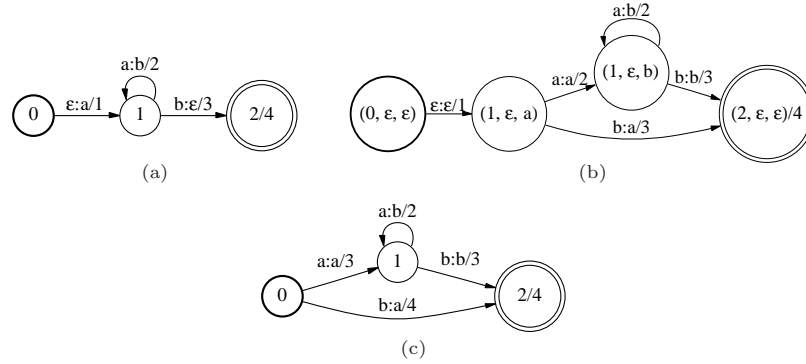 a:b/2
0
ε:a/1
1
b:ε/3
2/4
(a)
a:b/2
(0, ε, ε)
ε:ε/1
(1, ε, a)
a:a/2
(1, ε, b)
b:b/3
b:a/3
(2, ε, ε)/4
(b)
a:b/2
0
a:a/3
1
b:b/3
b:a/4
2/4
(c)